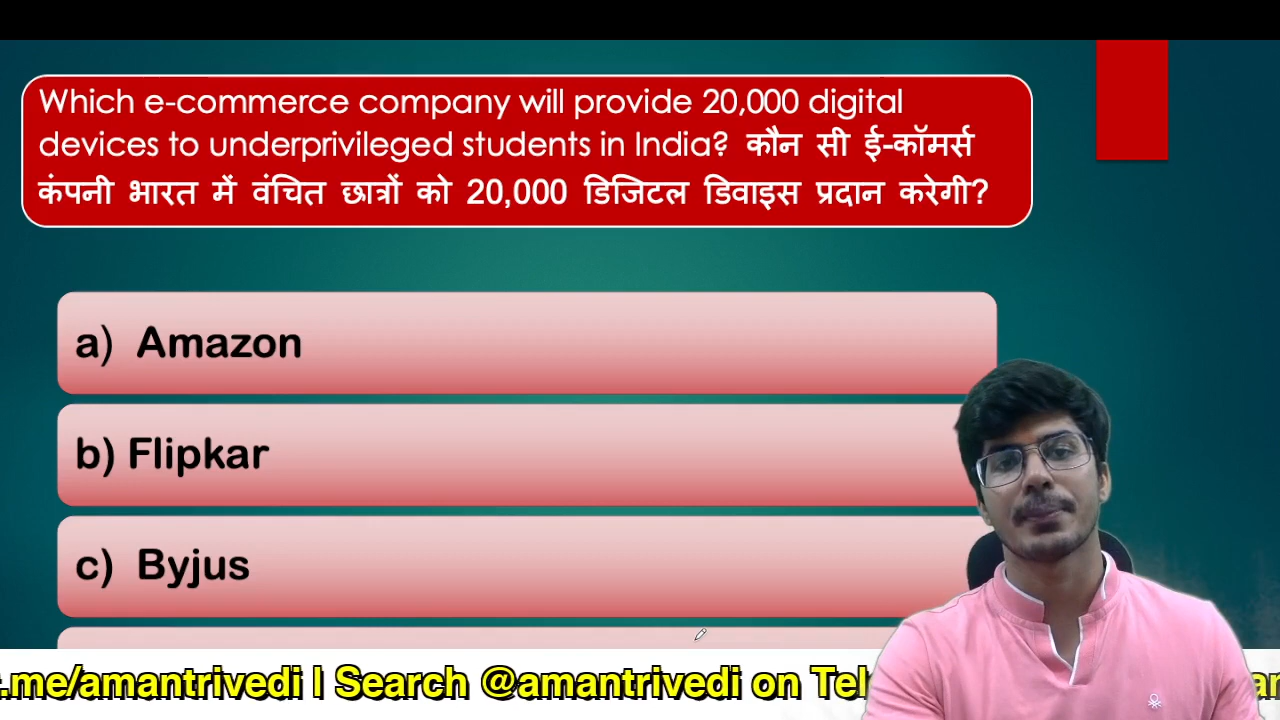 Which e-commerce company will provide 20,000 digital
devices to underprivileged students in India? कौन सी ई-कॉमर्स
कंपनी भारत में वंचित छात्रों को 20,000 डिजिटल डिवाइस प्रदान करेगी?
a) Amazon
b) Flipkar
c) Byjus
.me/amantrivedi | Search @amantrivedi on Tel